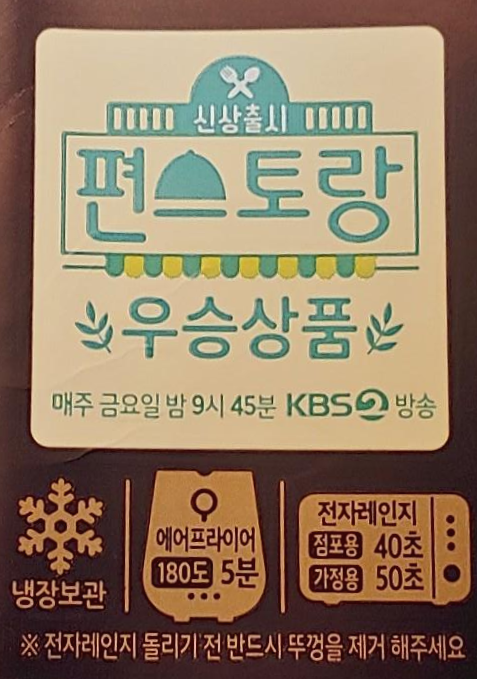 신상출시
편스토랑
우승상품
매주 금요일 밤 9시 45분 KBS2 방송
냉장보관
에어프라이어
180도 5분
전자레인지
점포용 40초
가정용 50초
※ 전자레인지 돌리기 전 반드시 뚜껑을 제거 해주세요